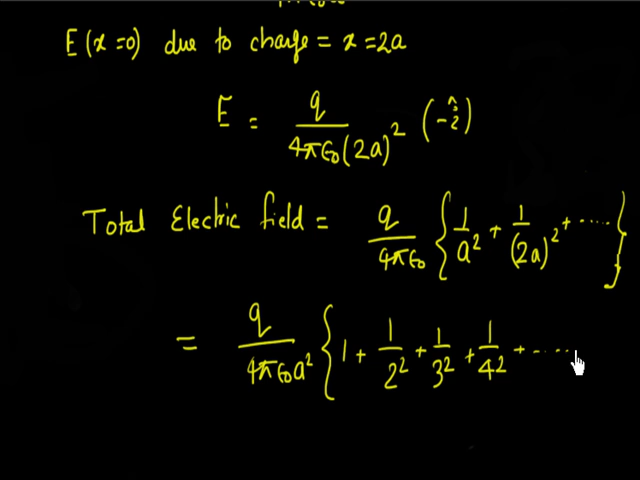 E (x=0) due to charge = x = 2a
E = q / 4πε₀(2a)² (-î)
Total Electric field = q / 4πε₀ { 1/a² + 1/(2a)² + ..... }
= q / 4πε₀a² { 1 + 1/2² + 1/3² + 1/4² + .....